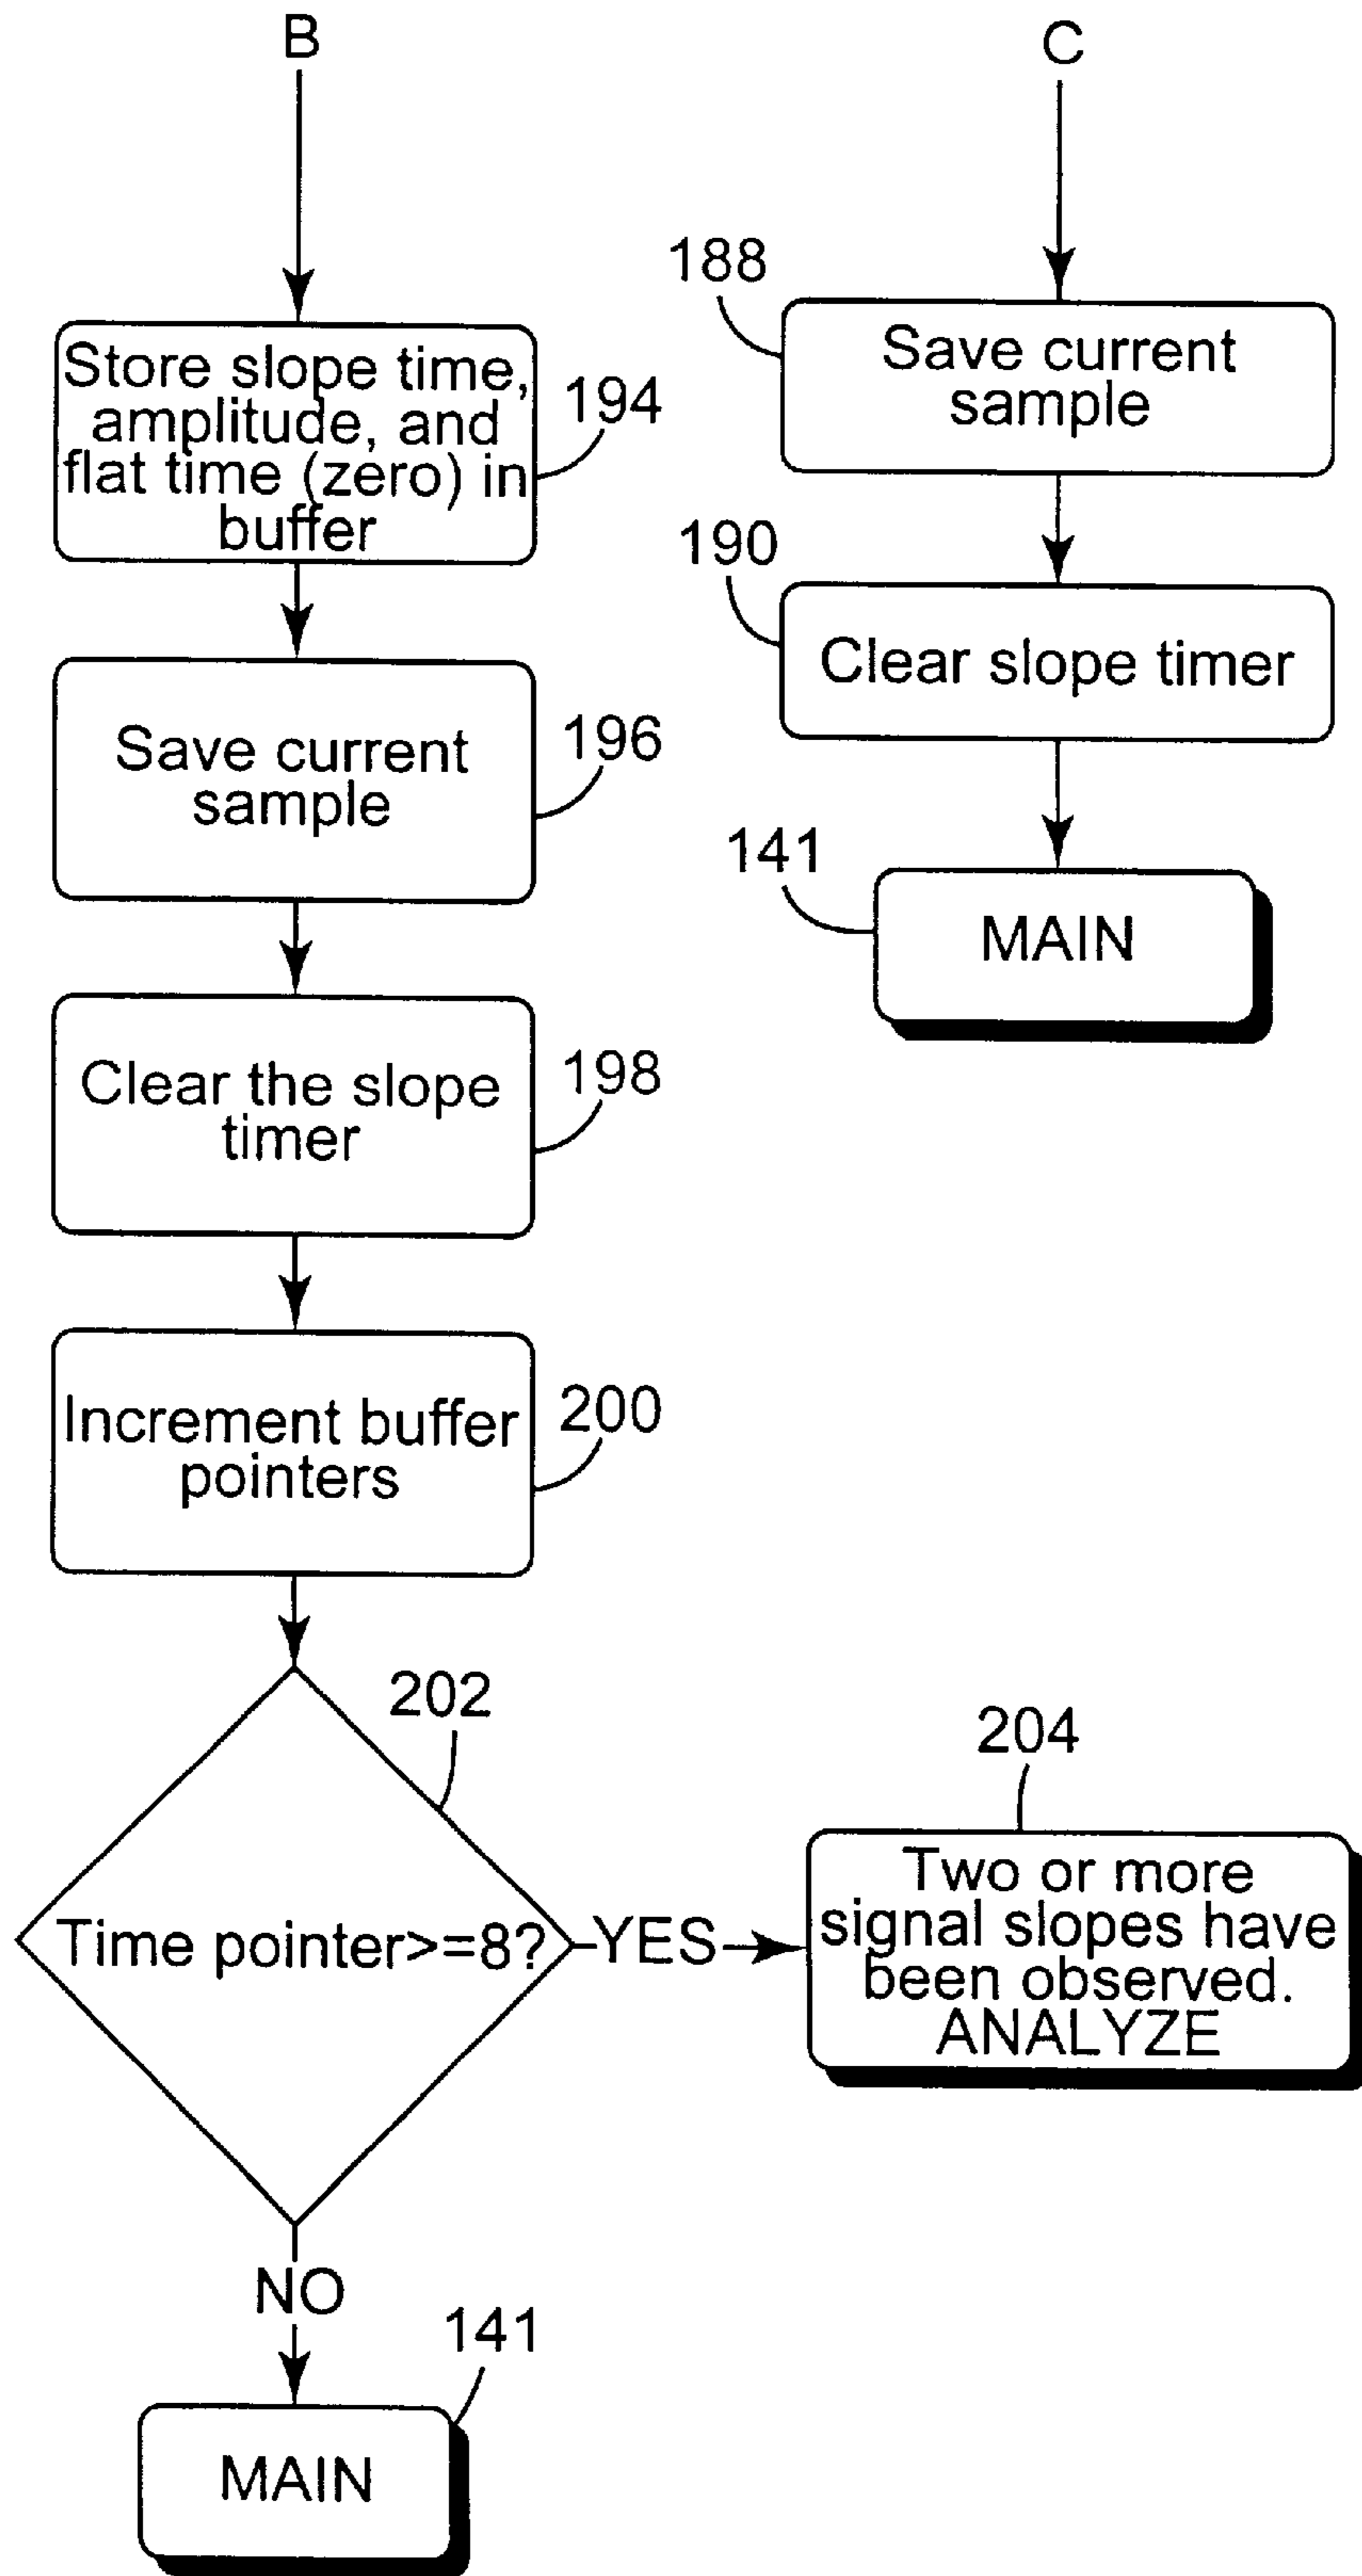 B
Store slope time,
amplitude, and
flat time (zero) in
buffer
194
Save current
sample
196
Clear the slope
timer
198
Increment buffer
pointers
200
202
Time pointer>=8?
YES
204
Two or more
signal slopes have
been observed.
ANALYZE
NO
141
MAIN
C
188
Save current
sample
190
Clear slope timer
141
MAIN